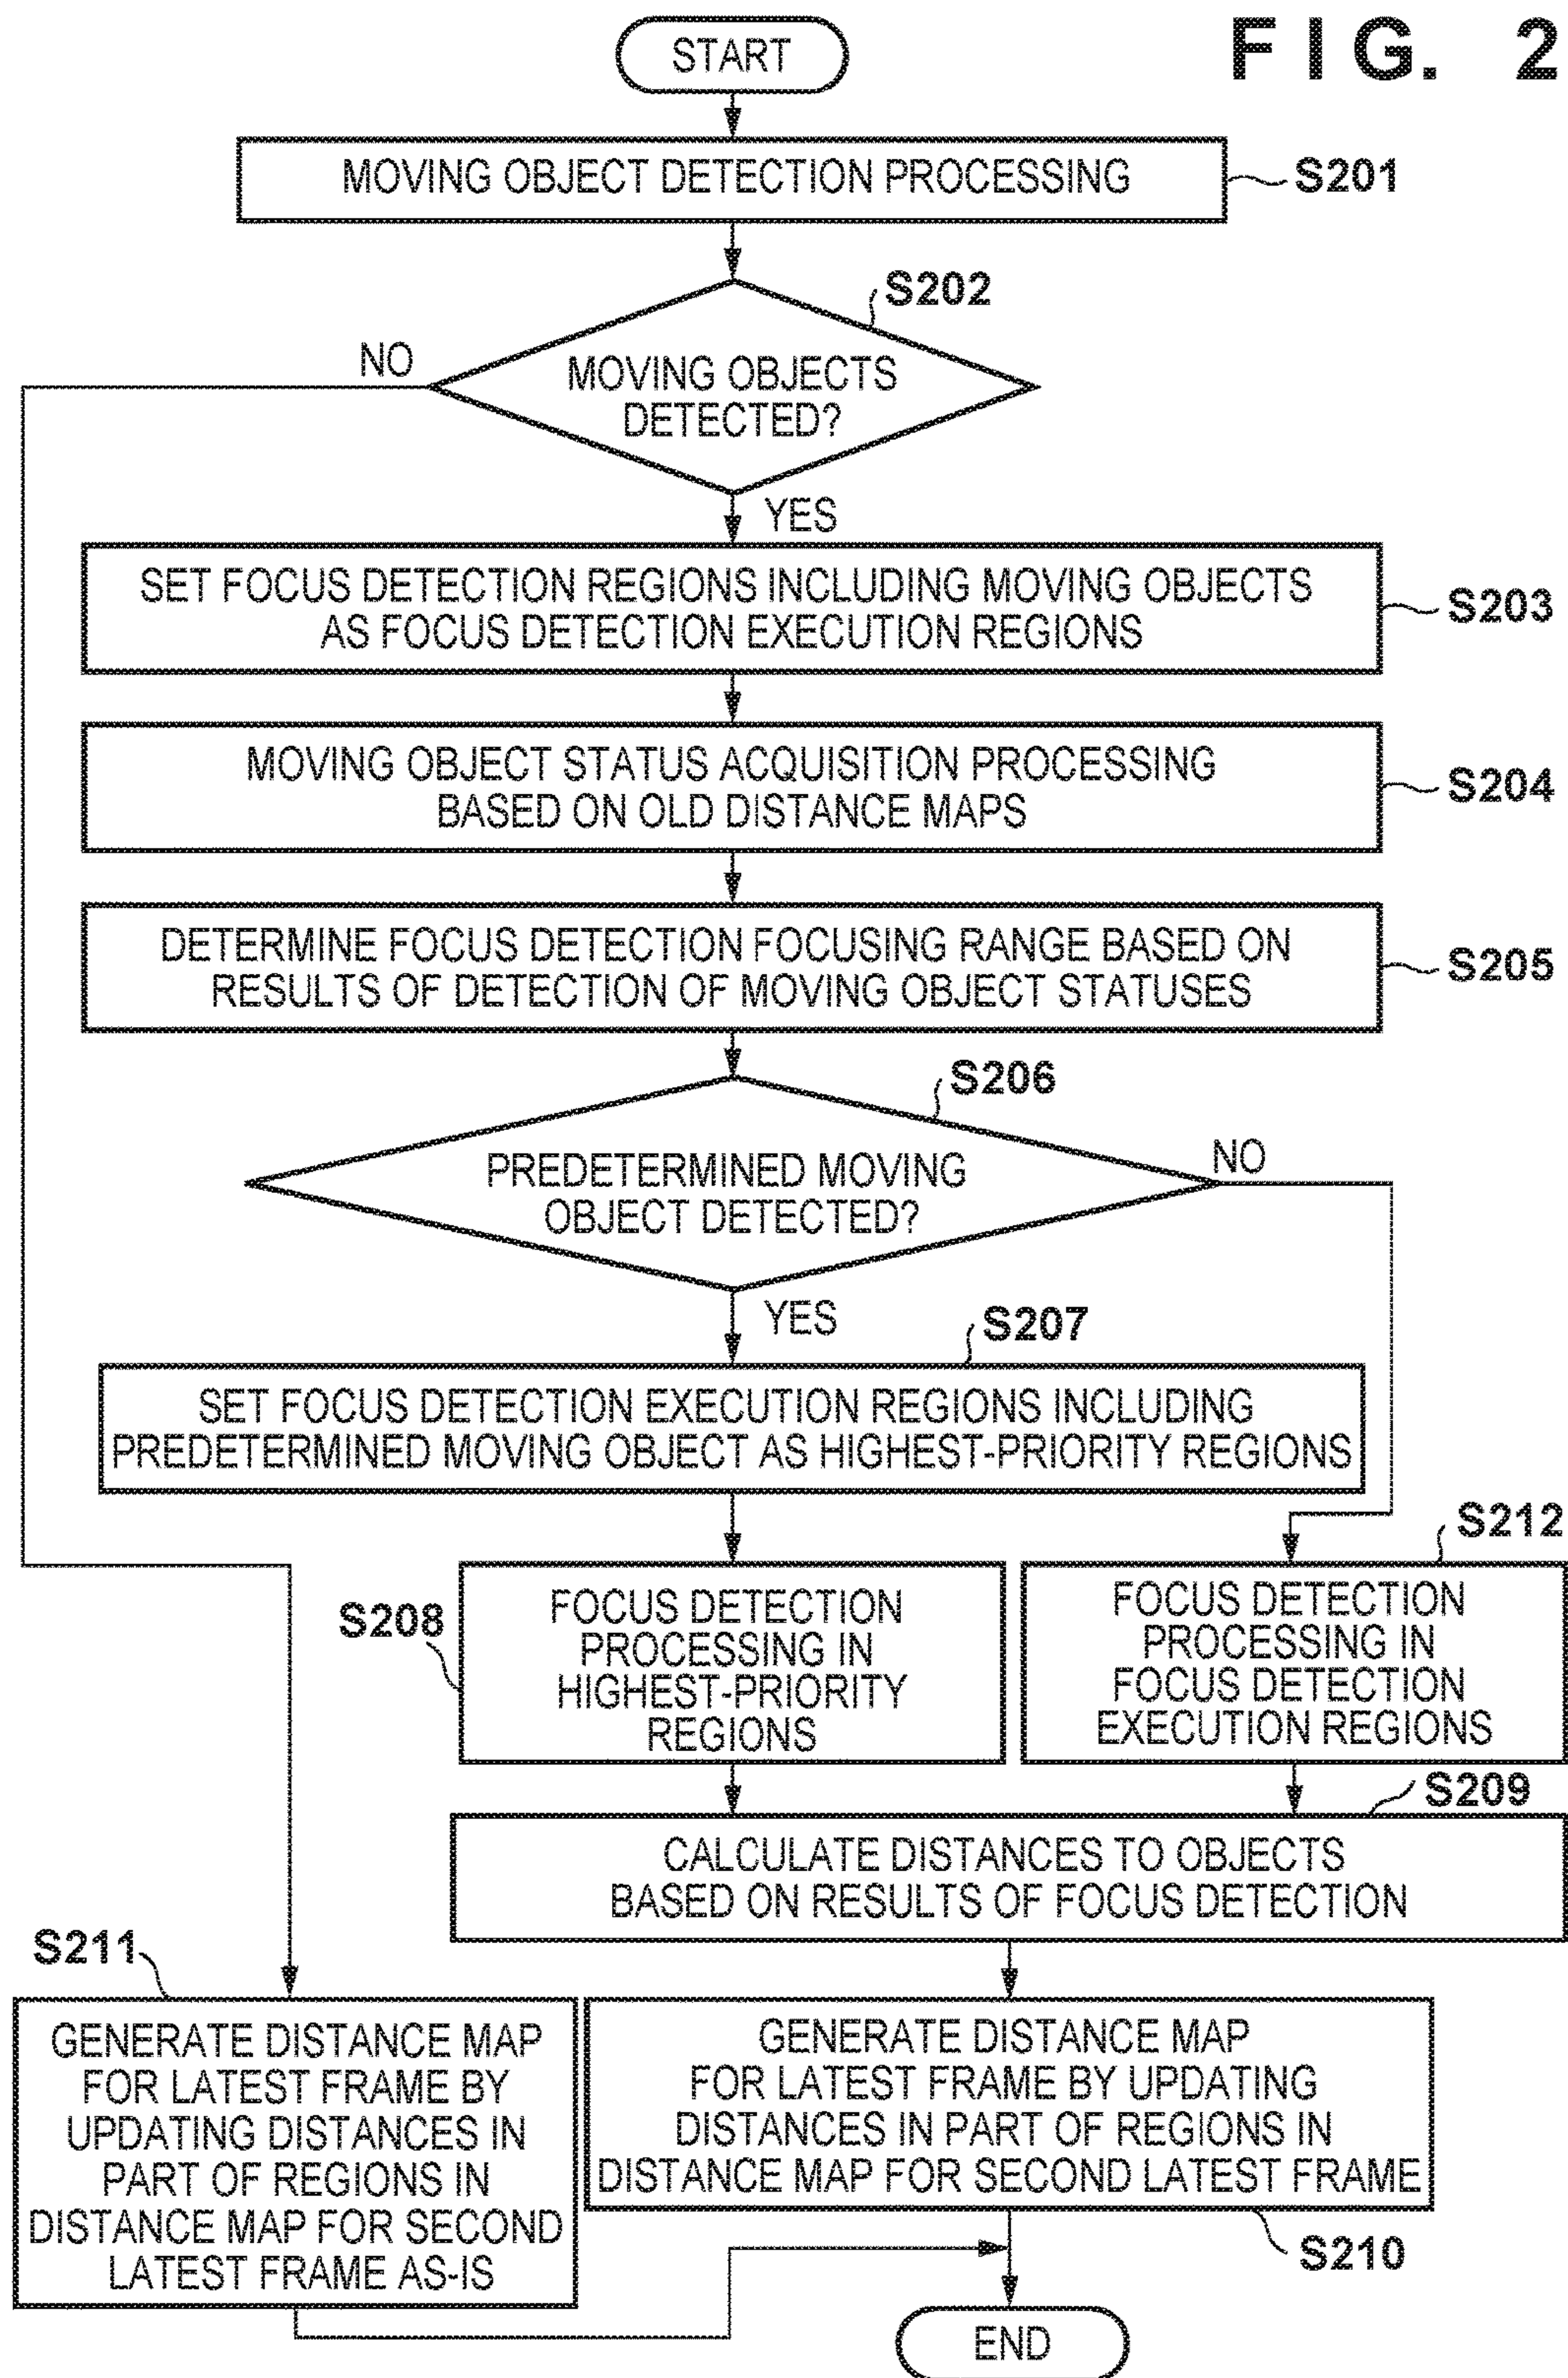 FIG. 2
START
MOVING OBJECT DETECTION PROCESSING
S201
S202
NO
MOVING OBJECTS
DETECTED?
YES
SET FOCUS DETECTION REGIONS INCLUDING MOVING OBJECTS
AS FOCUS DETECTION EXECUTION REGIONS
S203
MOVING OBJECT STATUS ACQUISITION PROCESSING
BASED ON OLD DISTANCE MAPS
S204
DETERMINE FOCUS DETECTION FOCUSING RANGE BASED ON
RESULTS OF DETECTION OF MOVING OBJECT STATUSES
S205
S206
PREDETERMINED MOVING
OBJECT DETECTED?
NO
YES
S207
SET FOCUS DETECTION EXECUTION REGIONS INCLUDING
PREDETERMINED MOVING OBJECT AS HIGHEST-PRIORITY REGIONS
S208
FOCUS DETECTION
PROCESSING IN
HIGHEST-PRIORITY
REGIONS
S212
FOCUS DETECTION
PROCESSING IN
FOCUS DETECTION
EXECUTION REGIONS
S209
CALCULATE DISTANCES TO OBJECTS
BASED ON RESULTS OF FOCUS DETECTION
S211
GENERATE DISTANCE MAP
FOR LATEST FRAME BY
UPDATING DISTANCES IN
PART OF REGIONS IN
DISTANCE MAP FOR SECOND
LATEST FRAME AS-IS
GENERATE DISTANCE MAP
FOR LATEST FRAME BY UPDATING
DISTANCES IN PART OF REGIONS IN
DISTANCE MAP FOR SECOND LATEST FRAME
S210
END